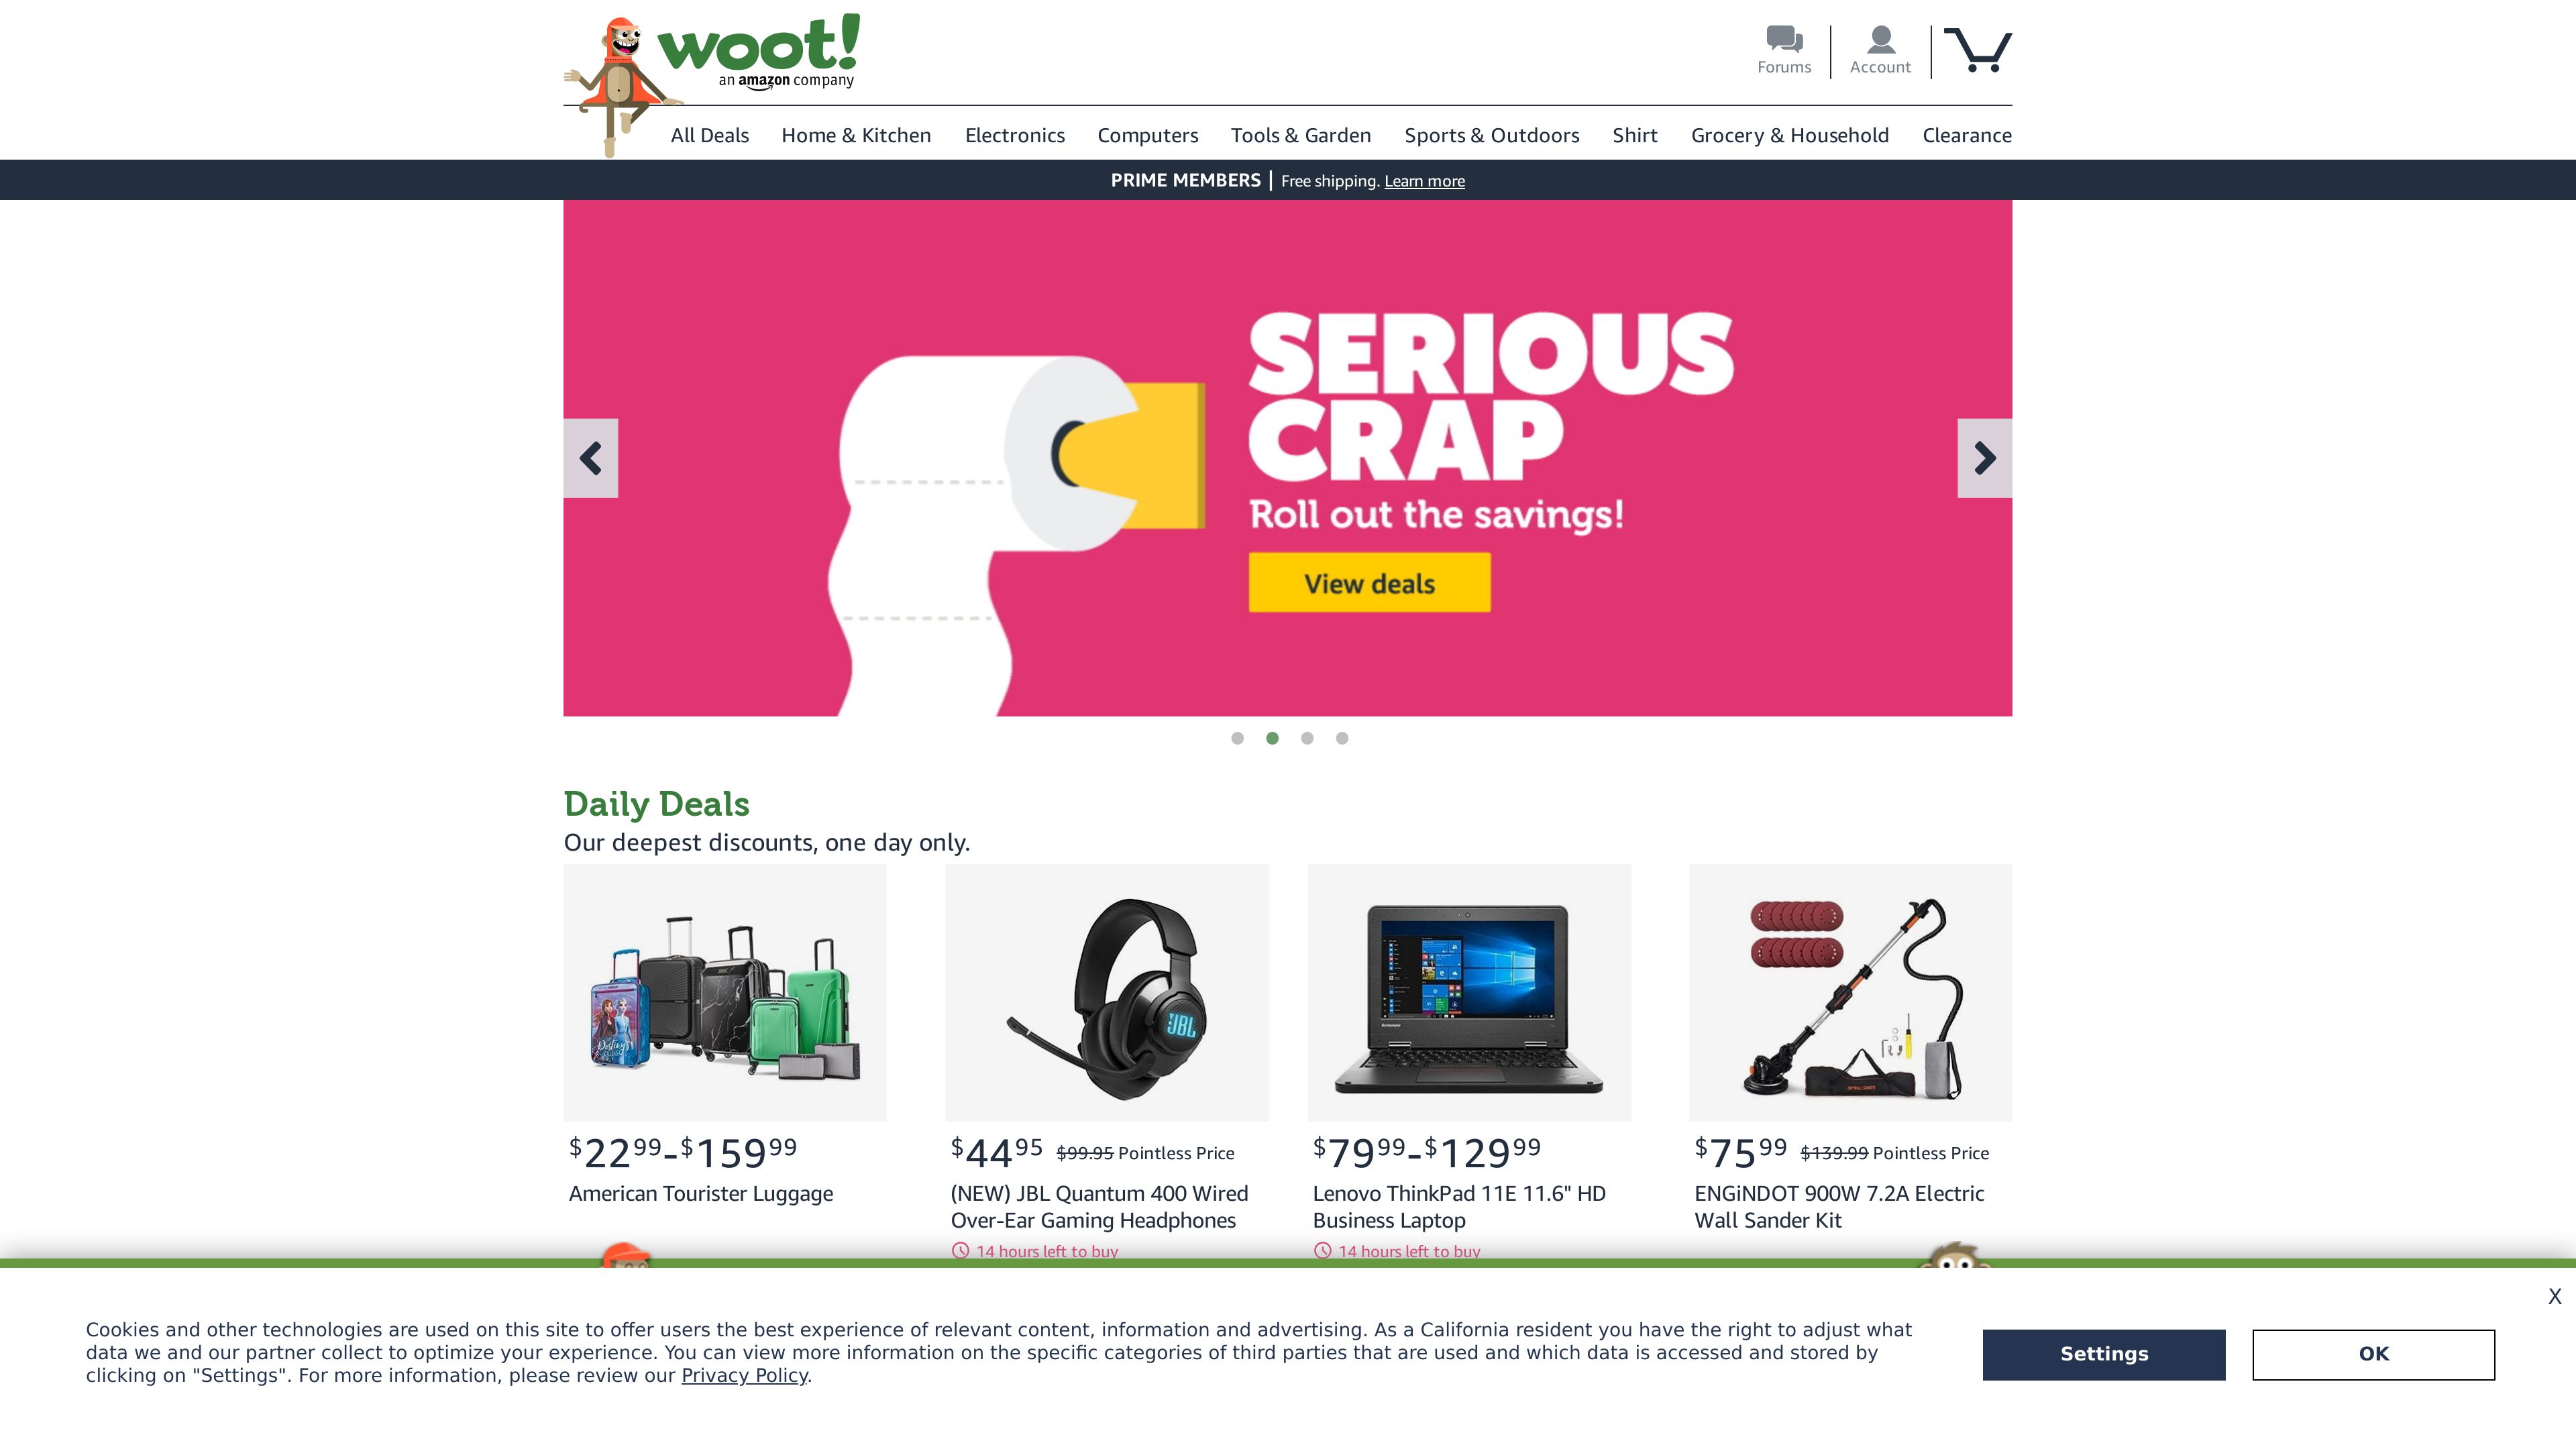 woot!
an amazon company
Forums
Account
All Deals
Home & Kitchen
Electronics
Computers
Tools & Garden
Sports & Outdoors
Shirt
Grocery & Household
Clearance
PRIME MEMBERS | Free shipping. Learn more
SERIOUS
CRAP
Roll out the savings!
View deals
Daily Deals
Our deepest discounts, one day only.
JBL
$22.99-$159.99
American Tourister Luggage
$44.95 $99.95 Pointless Price
(NEW) JBL Quantum 400 Wired
Over-Ear Gaming Headphones
14 hours left to buy
$79.99-$129.99
Lenovo ThinkPad 11E 11.6" HD
Business Laptop
14 hours left to buy
$75.99 $139.99 Pointless Price
ENGiNDOT 900W 7.2A Electric
Wall Sander Kit
X
Cookies and other technologies are used on this site to offer users the best experience of relevant content, information and advertising. As a California resident you have the right to adjust what
data we and our partner collect to optimize your experience. You can view more information on the specific categories of third parties that are used and which data is accessed and stored by
clicking on "Settings". For more information, please review our Privacy Policy.
Settings
OK